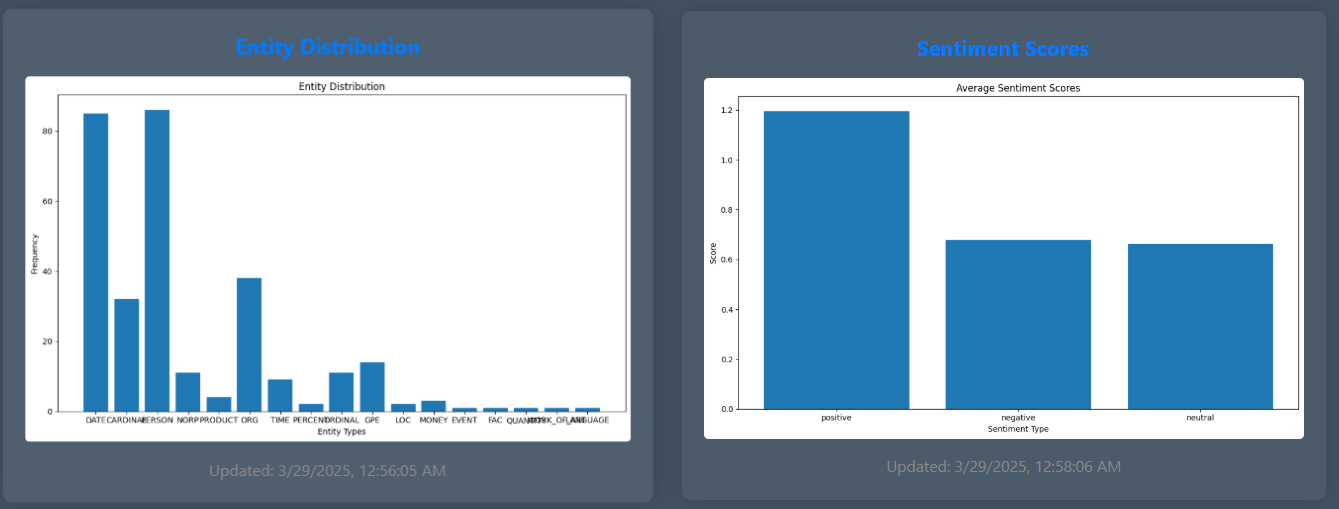 Entity Distribution
Entity Distribution
80
60
40
20
0
Frequency
DATE CARDINAL PERSON NORP PRODUCT ORG TIME PERCENT ORDINAL GPE LOC MONEY EVENT FAC QUANTITY WORK_OF_ART LANGUAGE
Entity Types
Updated: 3/29/2025, 12:56:05 AM
Sentiment Scores
Average Sentiment Scores
1.2
1.0
0.8
0.6
0.4
0.2
0.0
Score
positive negative neutral
Sentiment Type
Updated: 3/29/2025, 12:58:06 AM